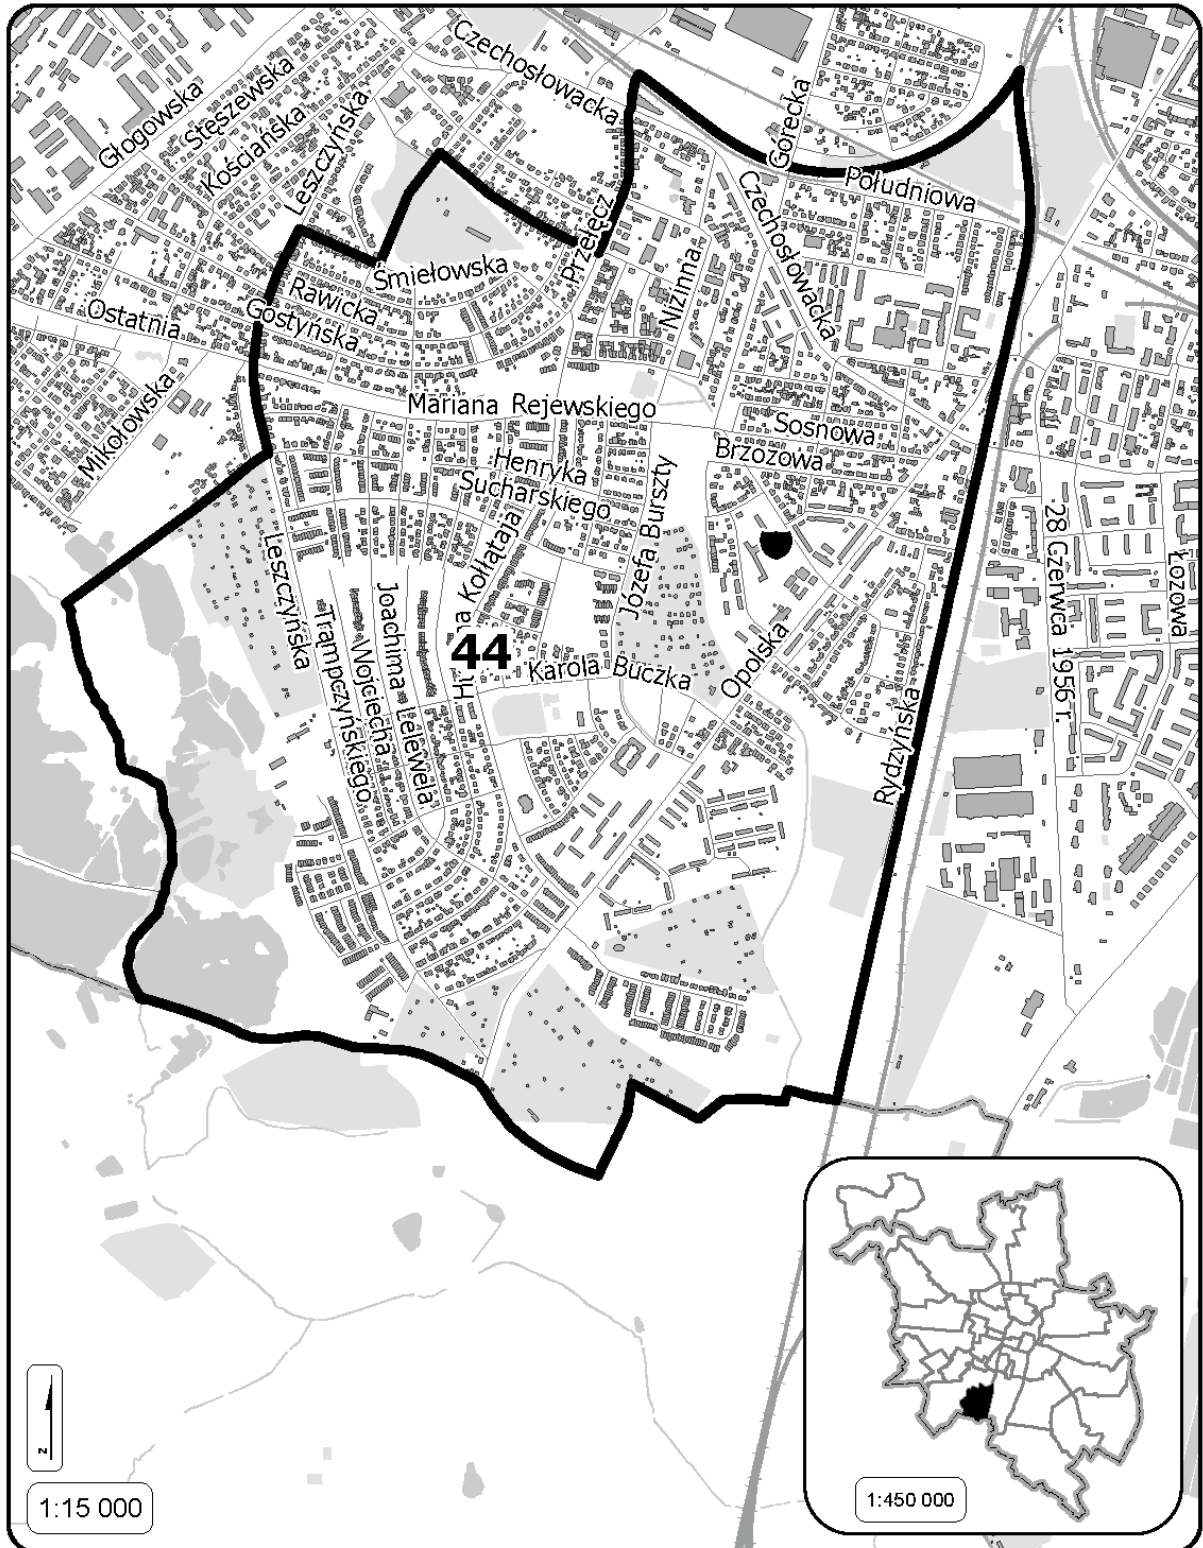 Czechosłowacka
Głogowska
Stęszewska
Kościańska
Leszczyńska
Górecka
Południowa
Czechosłowacka
Przełęcz
Nizinna
Śmiełowska
Rawicka
Gostyńska
Ostatnia
Mikołowska
Mariana Rejewskiego
Sosnowa
Brzozowa
Henryka
Sucharskiego
Józefa Buszty
Kołłątaja
Leszczyńska
Trąmpczyńskiego
Wojciecha
Joachima Lelewela
44
Karola Buczka
Opolska
Rydzyńska
28 Czerwca 1956 r.
Łozowa
N
1:15 000
1:450 000